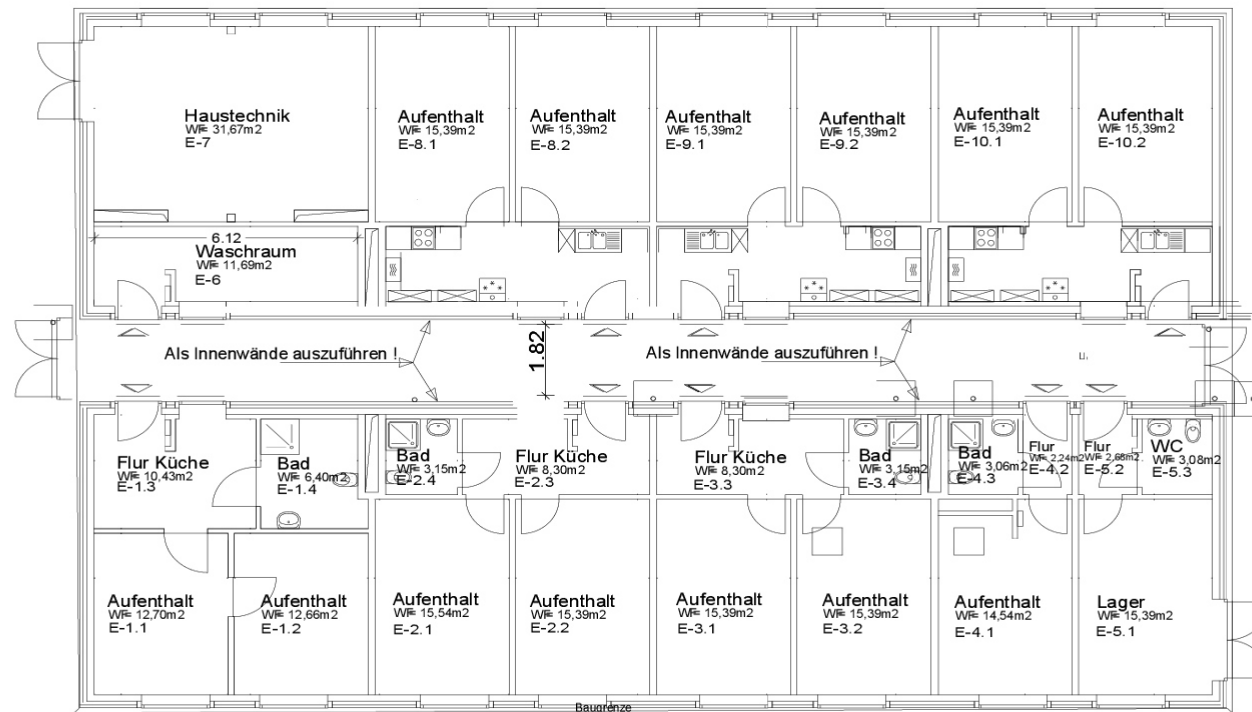 Haustechnik
WF= 31,67m2
E-7
Aufenthalt
WF= 15,39m2
E-8.1
Aufenthalt
WF= 15,39m2
E-8.2
Aufenthalt
WF= 15,39m2
E-9.1
Aufenthalt
WF= 15,39m2
E-9.2
Aufenthalt
WF= 15,39m2
E-10.1
Aufenthalt
WF= 15,39m2
E-10.2
6.12
Waschraum
WF= 11,69m2
E-6
Als Innenwände auszuführen !
1.82
Als Innenwände auszuführen !
Flur Küche
WF= 10,43m2
E-1.3
Bad
WF= 6,40m2
E-1.4
Bad
WF= 3,15m2
E-2.4
Flur Küche
WF= 8,30m2
E-2.3
Flur Küche
WF= 8,30m2
E-3.3
Bad
WF= 3,15m2
E-3.4
Bad
WF= 3,06m2
E-4.3
Flur
WF= 2,24m2
E-4.2
Flur
WF= 2,68m2
E-5.2
WC
WF= 3,08m2
E-5.3
Aufenthalt
WF= 12,70m2
E-1.1
Aufenthalt
WF= 12,66m2
E-1.2
Aufenthalt
WF= 15,54m2
E-2.1
Aufenthalt
WF= 15,39m2
E-2.2
Aufenthalt
WF= 15,39m2
E-3.1
Aufenthalt
WF= 15,39m2
E-3.2
Aufenthalt
WF= 14,54m2
E-4.1
Lager
WF= 15,39m2
E-5.1
Baugrenze